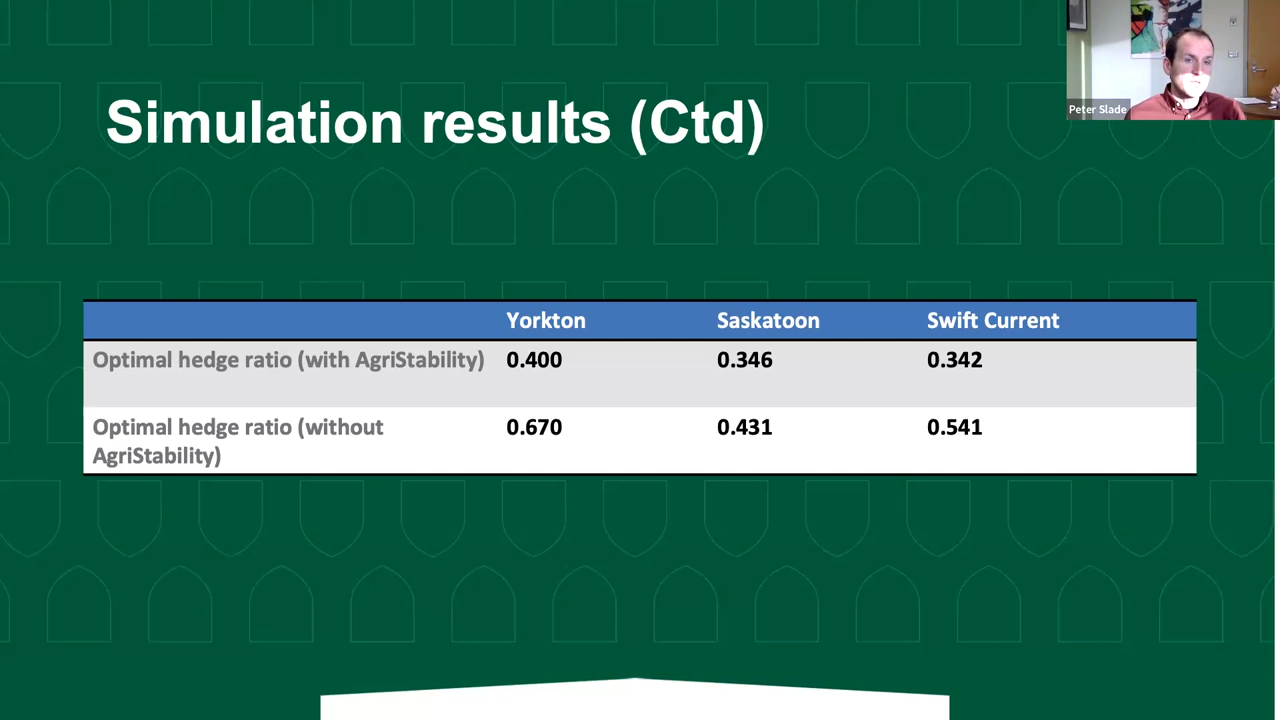 Simulation results (Ctd)
Peter Slade
Yorkton Saskatoon Swift Current
Optimal hedge ratio (with AgriStability) 0.400 0.346 0.342
Optimal hedge ratio (without 0.670 0.431 0.541
AgriStability)